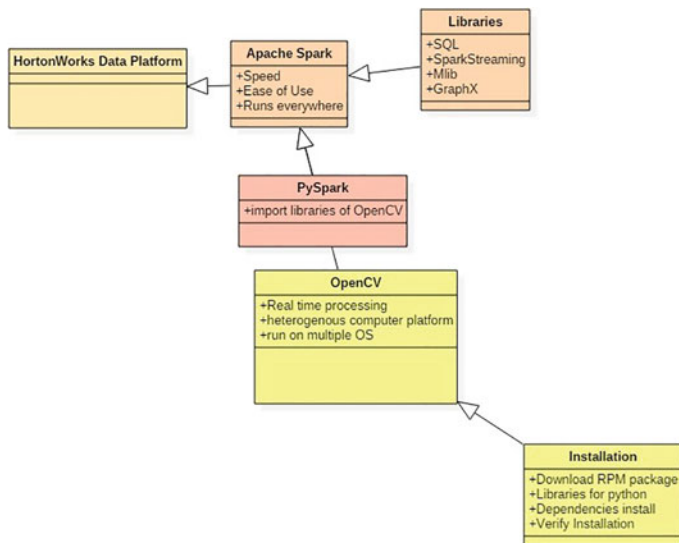 HortonWorks Data Platform
Apache Spark
+Speed
+Ease of Use
+Runs everywhere
Libraries
+SQL
+SparkStreaming
+Mlib
+GraphX
PySpark
+import libraries of OpenCV
OpenCV
+Real time processing
+heterogenous computer platform
+run on multiple OS
Installation
+Download RPM package
+Libraries for python
+Dependencies install
+Verify Installation